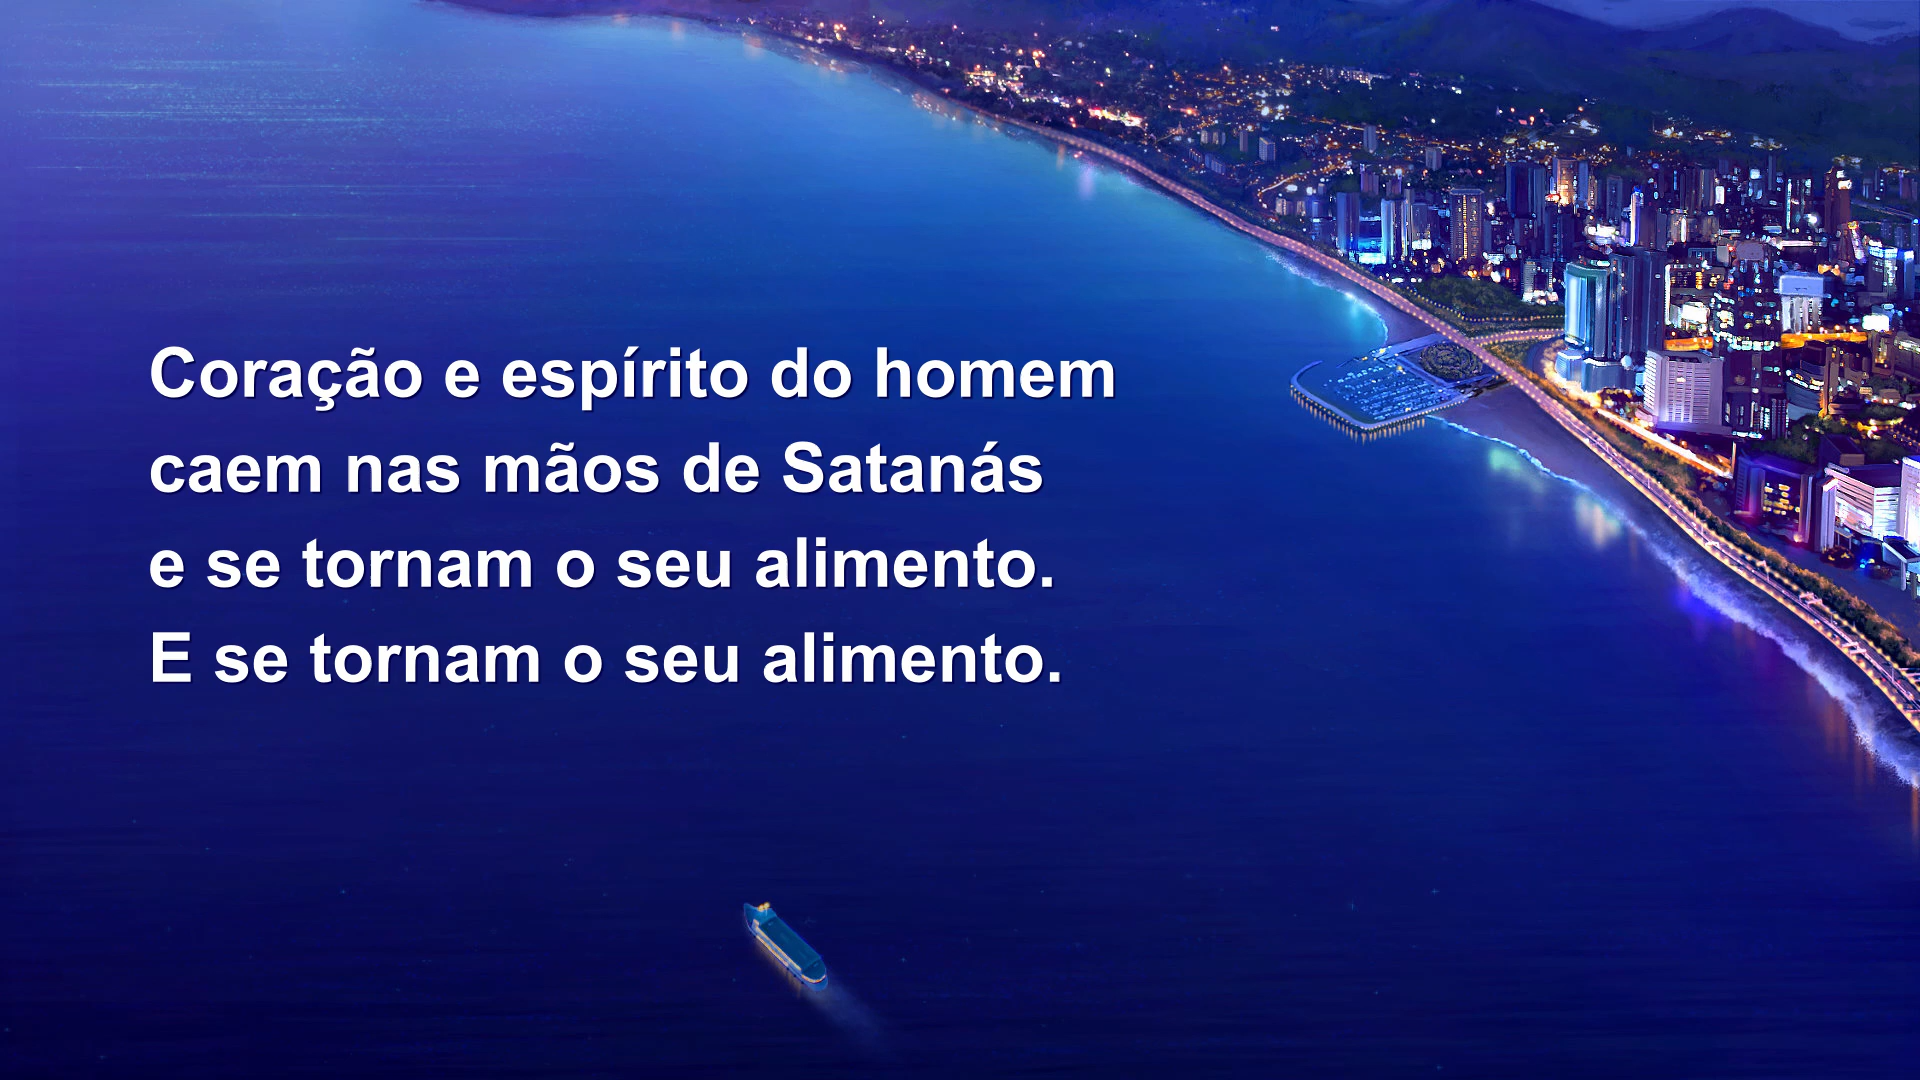 Coração e espírito do homem
caem nas mãos de Satanás
e se tornam o seu alimento.
E se tornam o seu alimento.